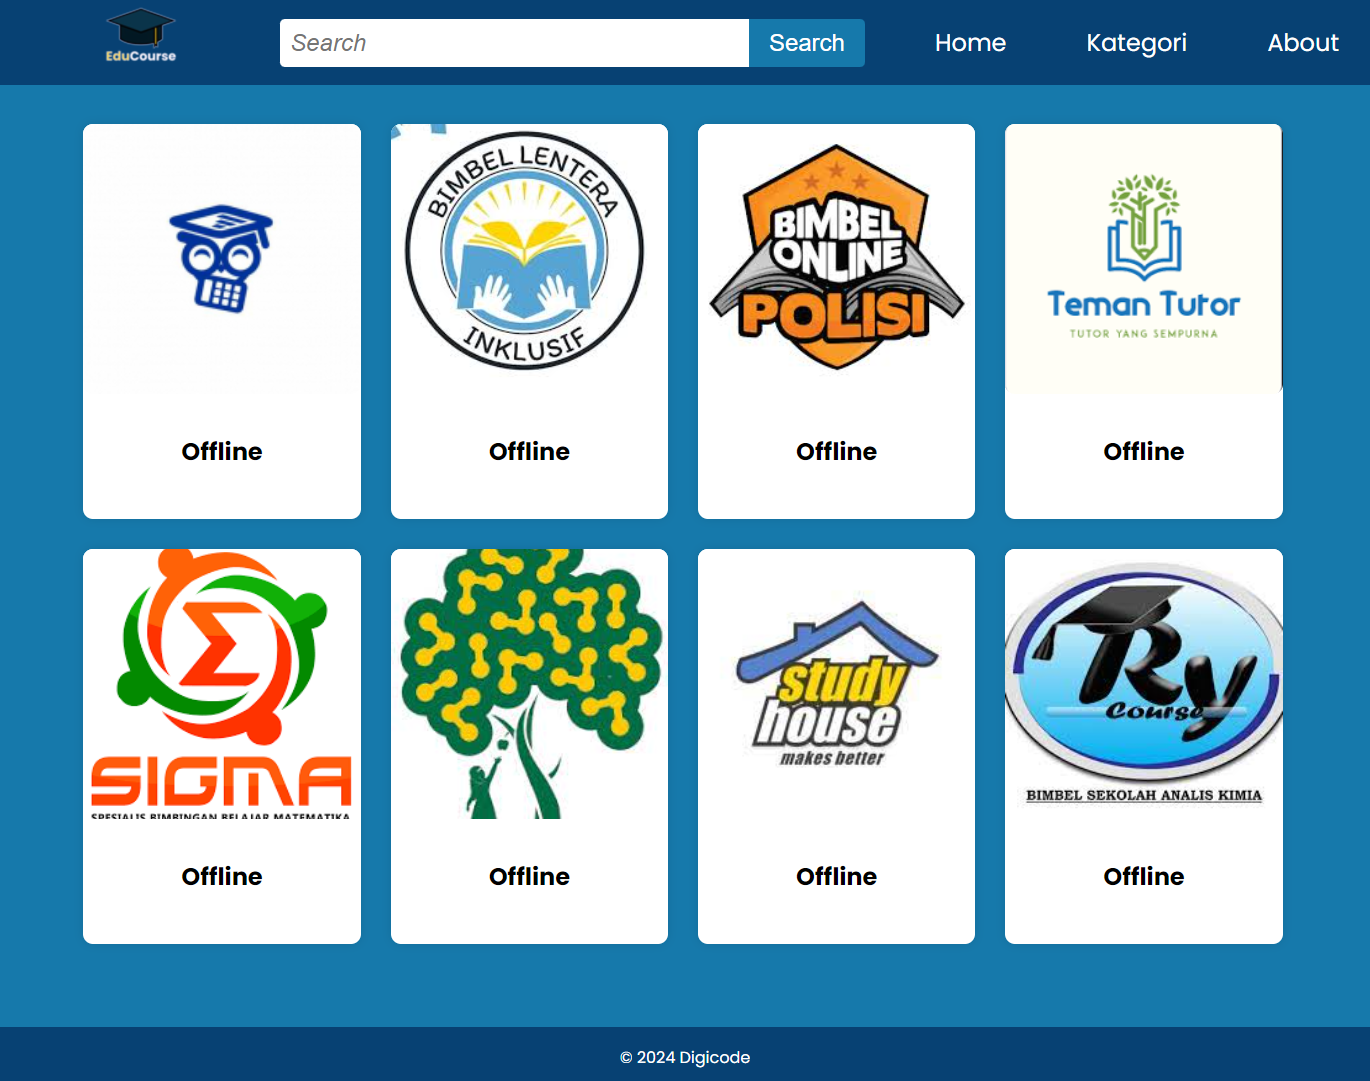 EduCourse
Search
Search
Home
Kategori
About
BIMBEL LENTERA
INKLUSIF
BIMBEL
ONLINE
POLISI
Teman Tutor
TUTOR YANG SEMPURNA
Offline
Offline
Offline
Offline
Σ
SIGMA
SPESIALIS BIMBINGAN BELAJAR MATEMATIKA
study
house
makes better
Ry
Course
BIMBEL SEKOLAH ANALIS KIMIA
Offline
Offline
Offline
Offline
© 2024 Digicode